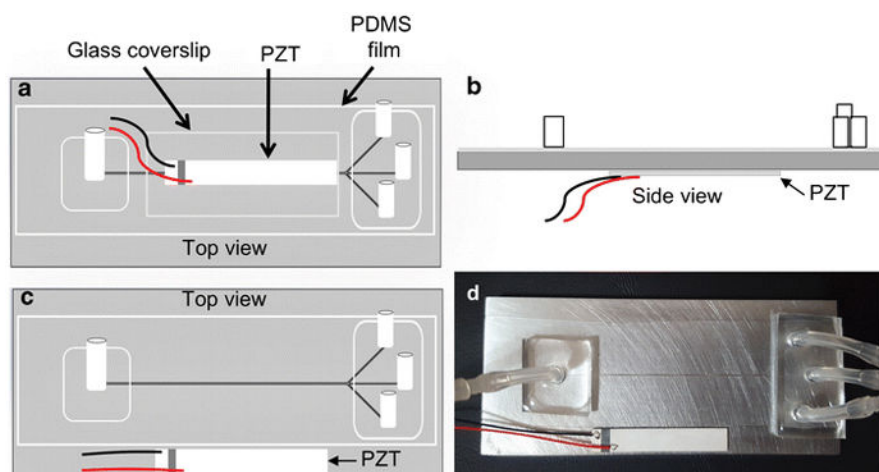 Glass coverslip
PZT
PDMS
film
a
Top view
b
Side view
PZT
c
Top view
PZT
d